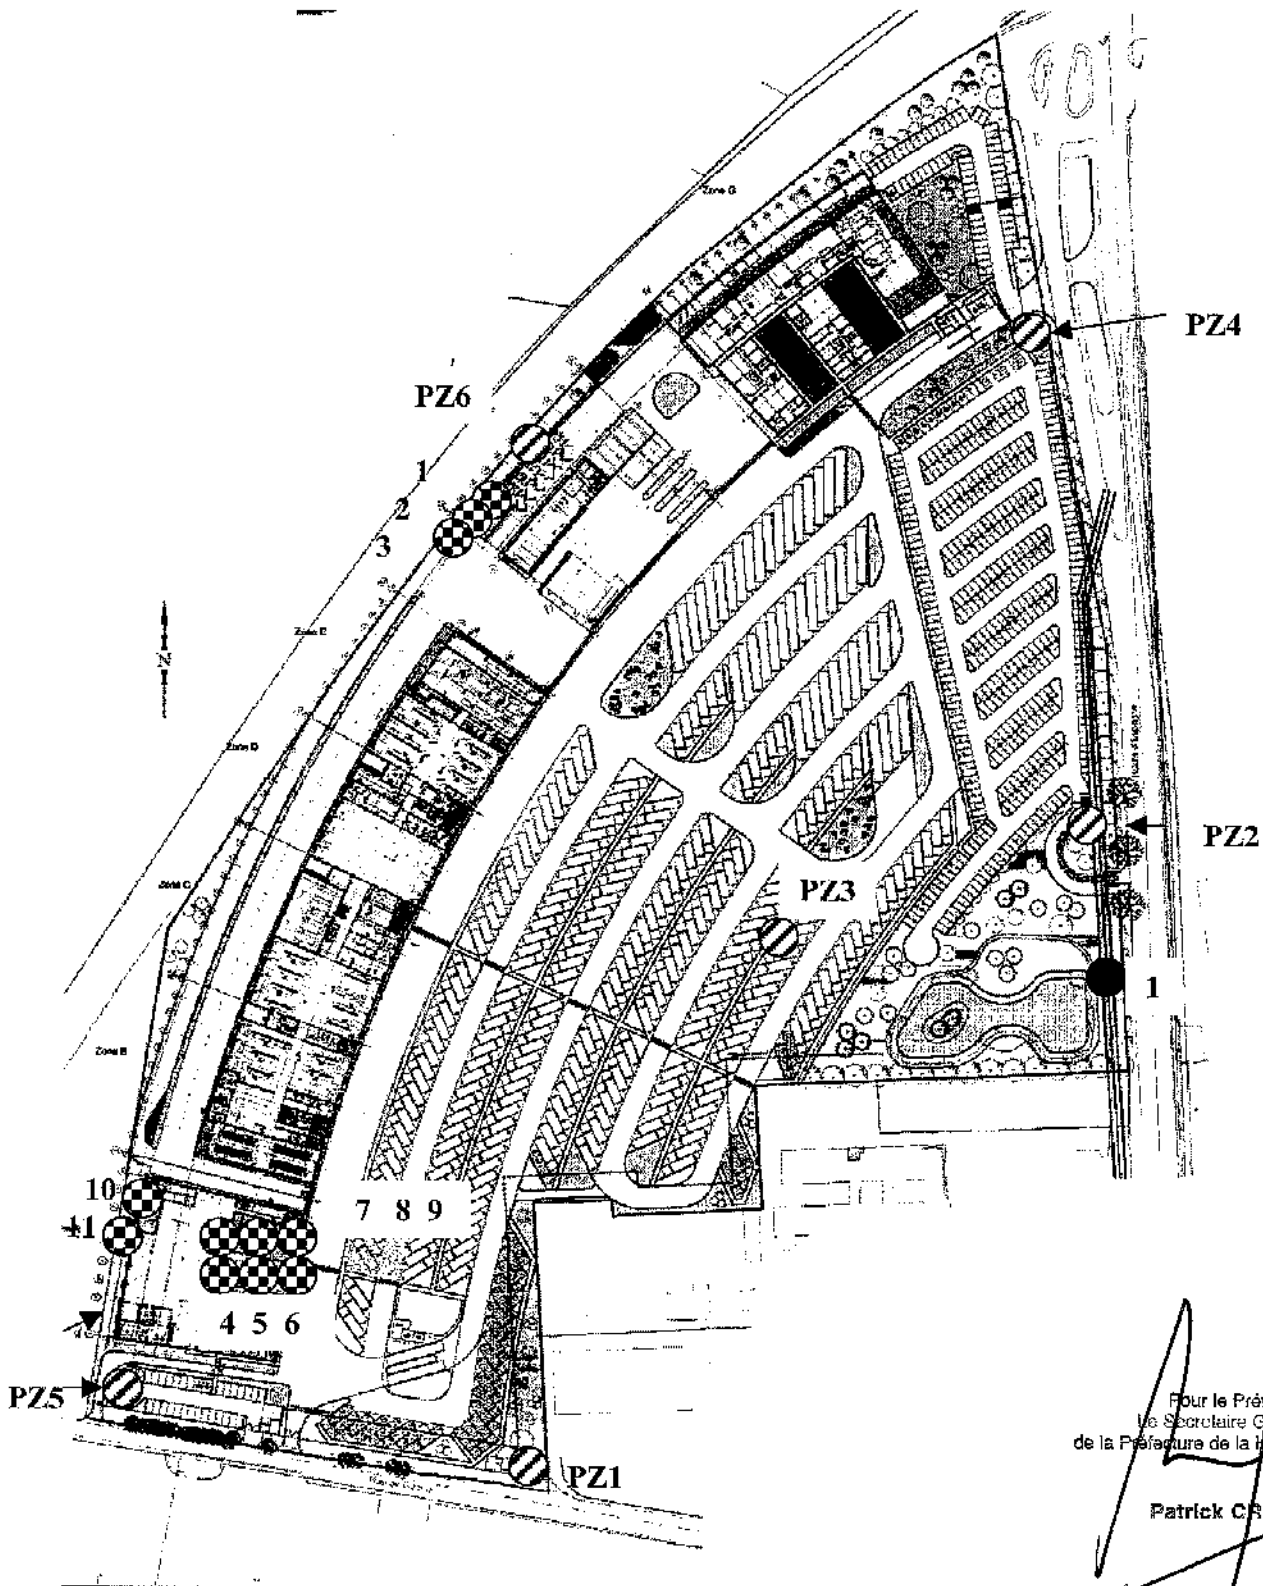 Zone G
PZ4
PZ6
1
2
3
Zone E
N
Zone D
PZ2
PZ3
Zone C
1
Zone B
10
7 8 9
11
4 5 6
PZ5
Pour le Pré
Le Secrétaire G
de la Préfecture de la
PZ1
Patrick CR